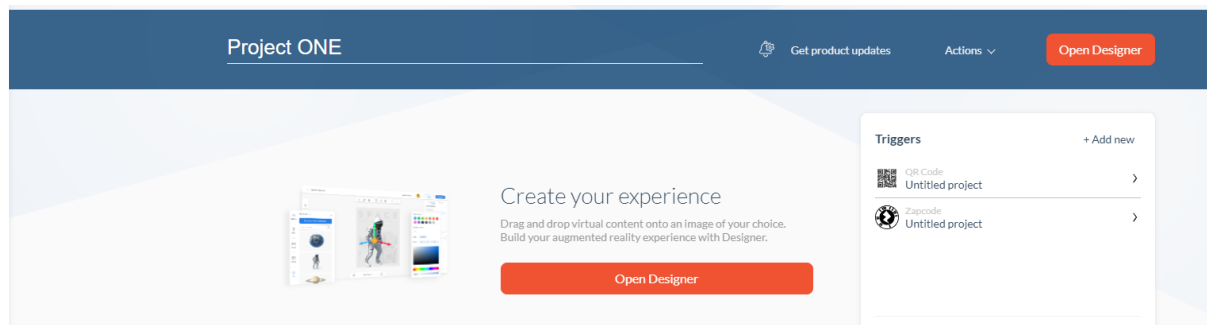 Project ONE
Get product updates
Actions
Open Designer
Triggers
+ Add new
QR Code
Untitled project
Zapcode
Untitled project
Create your experience
Drag and drop virtual content onto an image of your choice.
Build your augmented reality experience with Designer.
Open Designer
SPACE